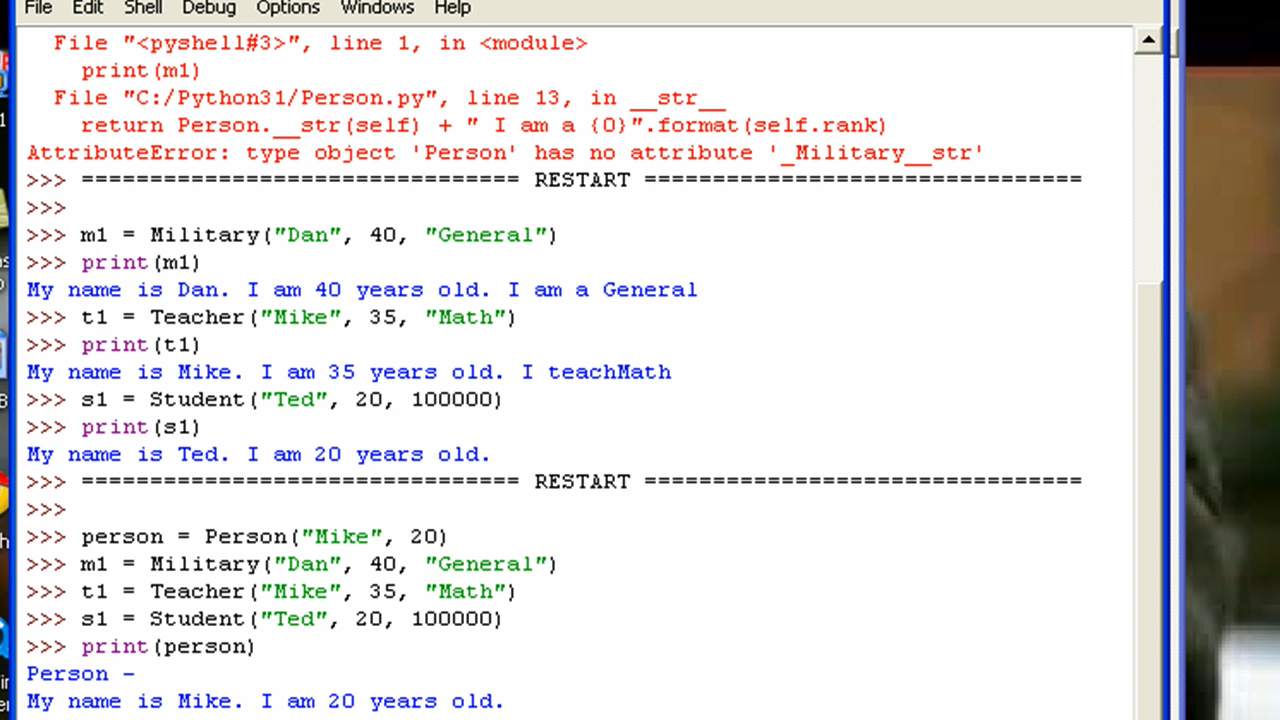 File Edit Shell Debug Options Windows Help
File "<pyshell#3>", line 1, in <module>
print(m1)
File "C:/Python31/Person.py", line 13, in __str__
return Person.__str(self) + " I am a {0}".format(self.rank)
AttributeError: type object 'Person' has no attribute '_Military__str'
>>> ================================ RESTART ================================
>>>
>>> m1 = Military("Dan", 40, "General")
>>> print(m1)
My name is Dan. I am 40 years old. I am a General
>>> t1 = Teacher("Mike", 35, "Math")
>>> print(t1)
My name is Mike. I am 35 years old. I teachMath
>>> s1 = Student("Ted", 20, 100000)
>>> print(s1)
My name is Ted. I am 20 years old.
>>> ================================ RESTART ================================
>>>
>>> person = Person("Mike", 20)
>>> m1 = Military("Dan", 40, "General")
>>> t1 = Teacher("Mike", 35, "Math")
>>> s1 = Student("Ted", 20, 100000)
>>> print(person)
Person -
My name is Mike. I am 20 years old.